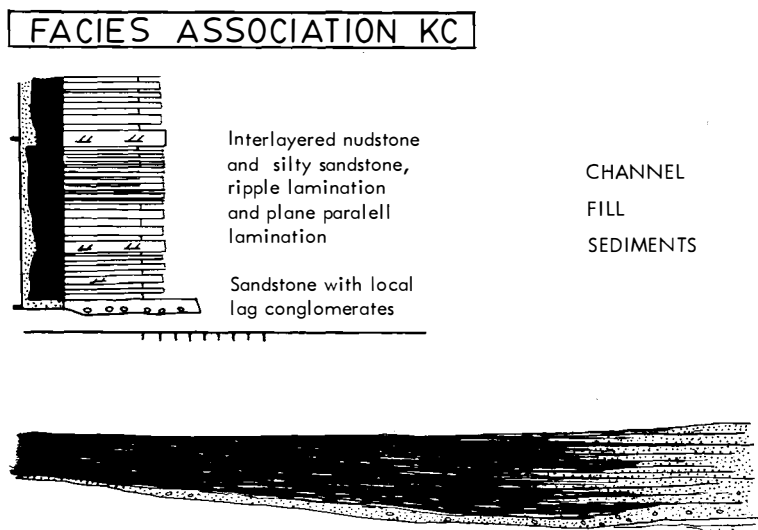 FACIES ASSOCIATION KC
Interlayered nudstone
and silty sandstone,
ripple lamination
and plane paralell
lamination
Sandstone with local
lag conglomerates
CHANNEL
FILL
SEDIMENTS